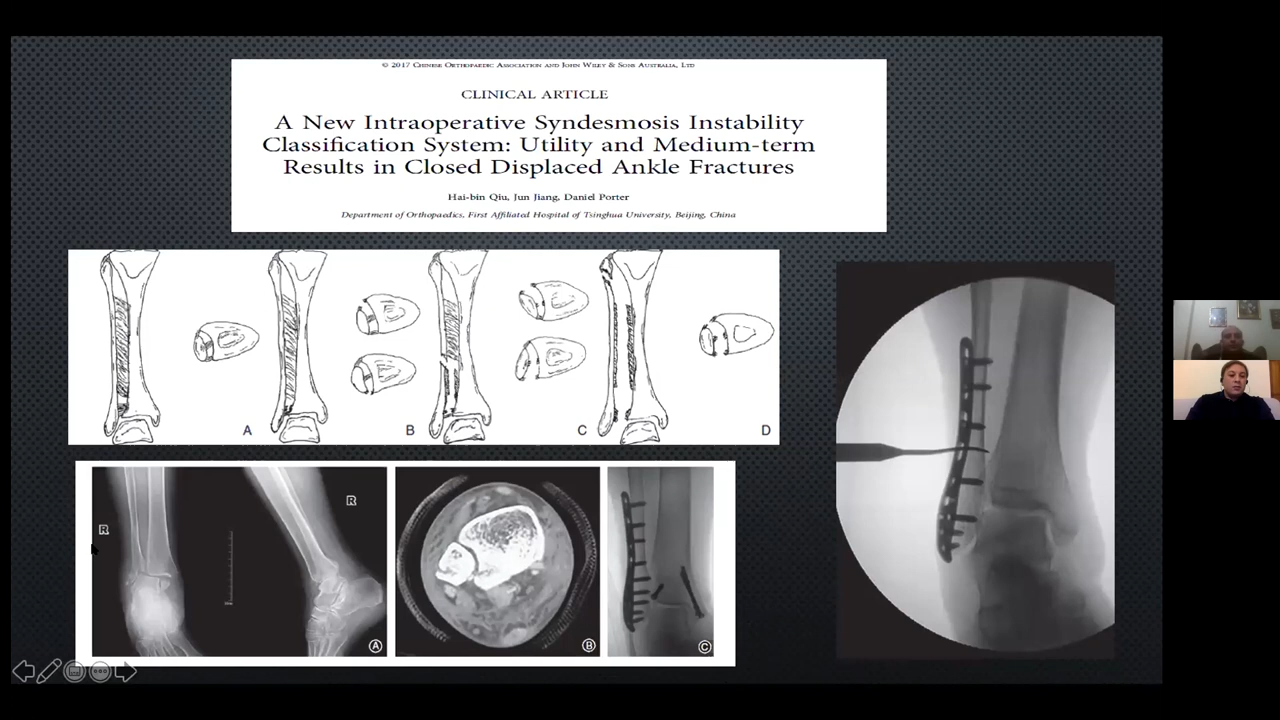 © 2017 Chinese Orthopaedic Association and John Wiley & Sons Australia, Ltd
CLINICAL ARTICLE
A New Intraoperative Syndesmosis Instability
Classification System: Utility and Medium-term
Results in Closed Displaced Ankle Fractures
Hai-bin Qiu, Jun Jiang, Daniel Porter
Department of Orthopaedics, First Affiliated Hospital of Tsinghua University, Beijing, China
A
B
C
D
R
R
A
B
C